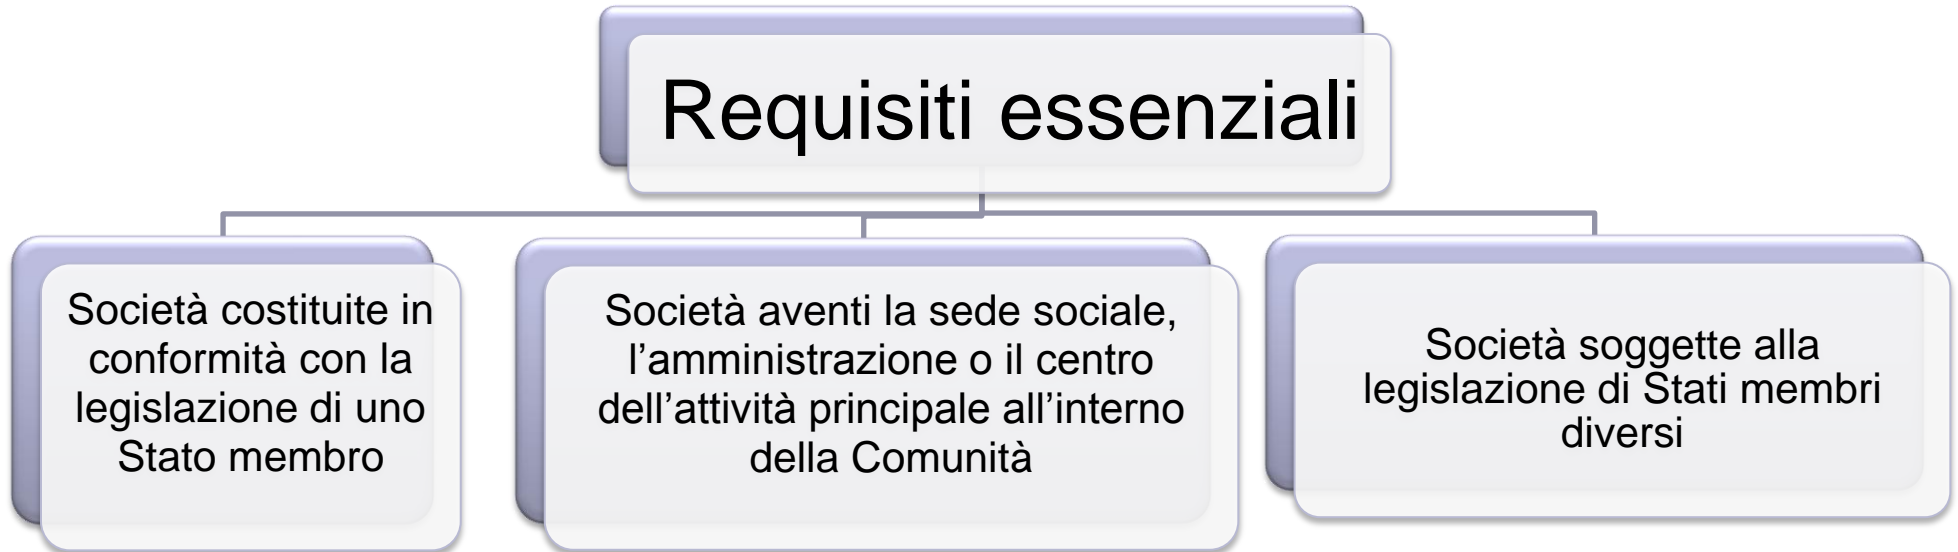 Requisiti essenziali
Società costituite in
conformità con la
legislazione di uno
Stato membro
Società aventi la sede sociale,
l’amministrazione o il centro
dell’attività principale all’interno
della Comunità
Società soggette alla
legislazione di Stati membri
diversi